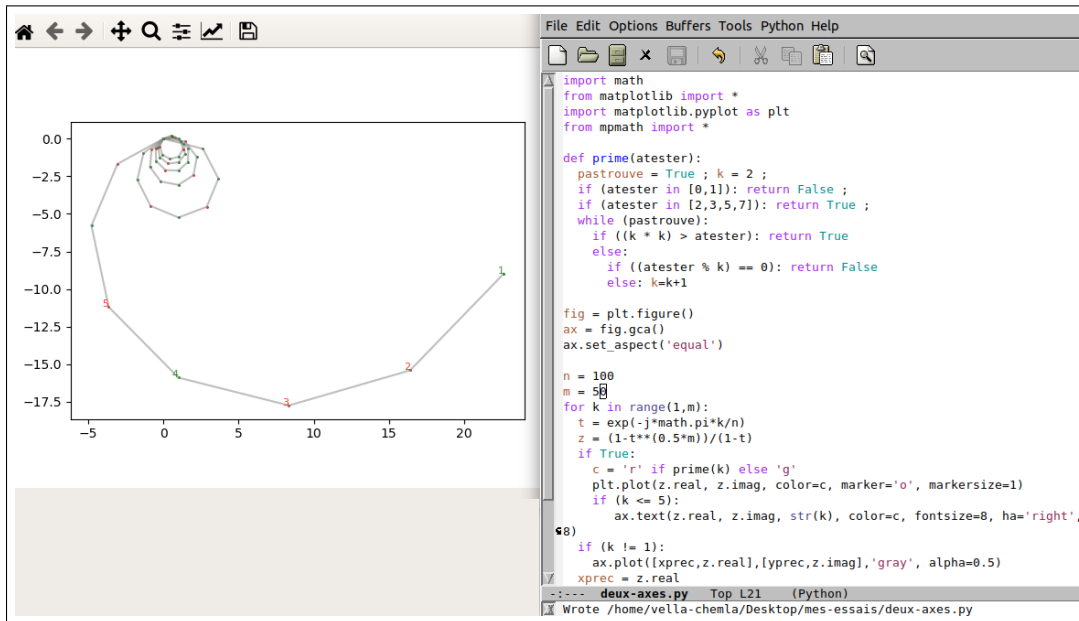 0.0
−2.5
−5.0
−7.5
−10.0
−12.5
−15.0
−17.5
−5
0
5
10
15
20
1
2
3
4
5
File Edit Options Buffers Tools Python Help
import math
from matplotlib import *
import matplotlib.pyplot as plt
from mpmath import *
def prime(atester):
  pastrouve = True ; k = 2 ;
  if (atester in [0,1]): return False ;
  if (atester in [2,3,5,7]): return True ;
  while (pastrouve):
    if ((k * k) > atester): return True
    else:
      if ((atester % k) == 0): return False
      else: k=k+1
fig = plt.figure()
ax = fig.gca()
ax.set_aspect('equal')
n = 100
m = 50
for k in range(1,m):
  t = exp(-j*math.pi*k/n)
  z = (1-t**(0.5*m))/(1-t)
  if True:
    c = 'r' if prime(k) else 'g'
    plt.plot(z.real, z.imag, color=c, marker='o', markersize=1)
    if (k <= 5):
       ax.text(z.real, z.imag, str(k), color=c, fontsize=8, ha='right',
8)
  if (k != 1):
    ax.plot([xprec,z.real],[yprec,z.imag],'gray', alpha=0.5)
  xprec = z.real
-:---  deux-axes.py   Top L21   (Python)
Wrote /home/vella-chemla/Desktop/mes-essais/deux-axes.py